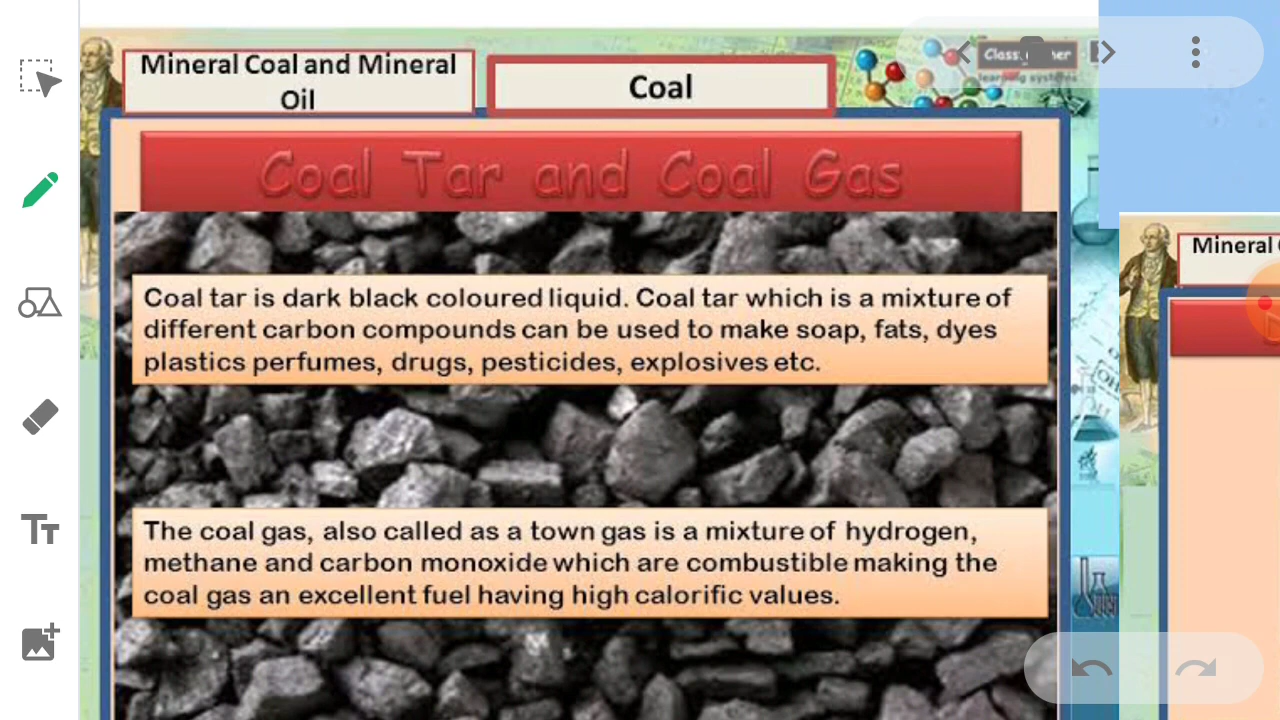 Mineral Coal and Mineral
Oil
Coal
learning systems
Coal Tar and Coal Gas
Coal tar is dark black coloured liquid. Coal tar which is a mixture of
different carbon compounds can be used to make soap, fats, dyes
plastics perfumes, drugs, pesticides, explosives etc.
The coal gas, also called as a town gas is a mixture of hydrogen,
methane and carbon monoxide which are combustible making the
coal gas an excellent fuel having high calorific values.
Mineral
TT